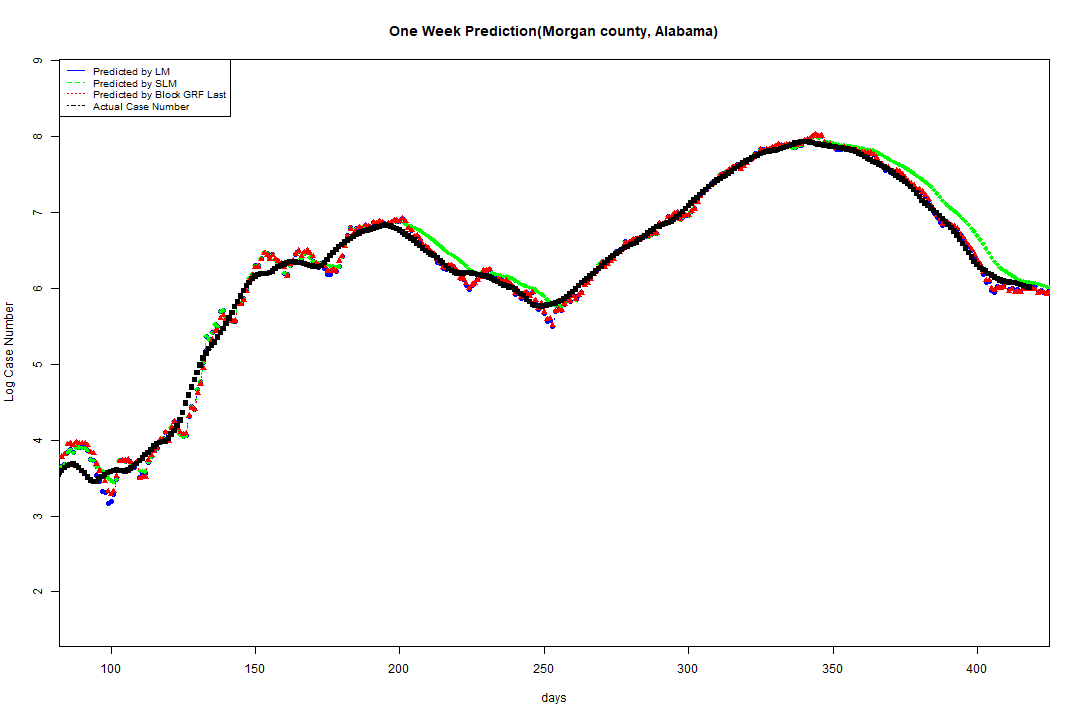 One Week Prediction(Morgan county, Alabama)
Predicted by LM
Predicted by SLM
Predicted by Block GRF Last
Actual Case Number
9
8
7
6
5
4
3
2
Log Case Number
100 150 200 250 300 350 400
days